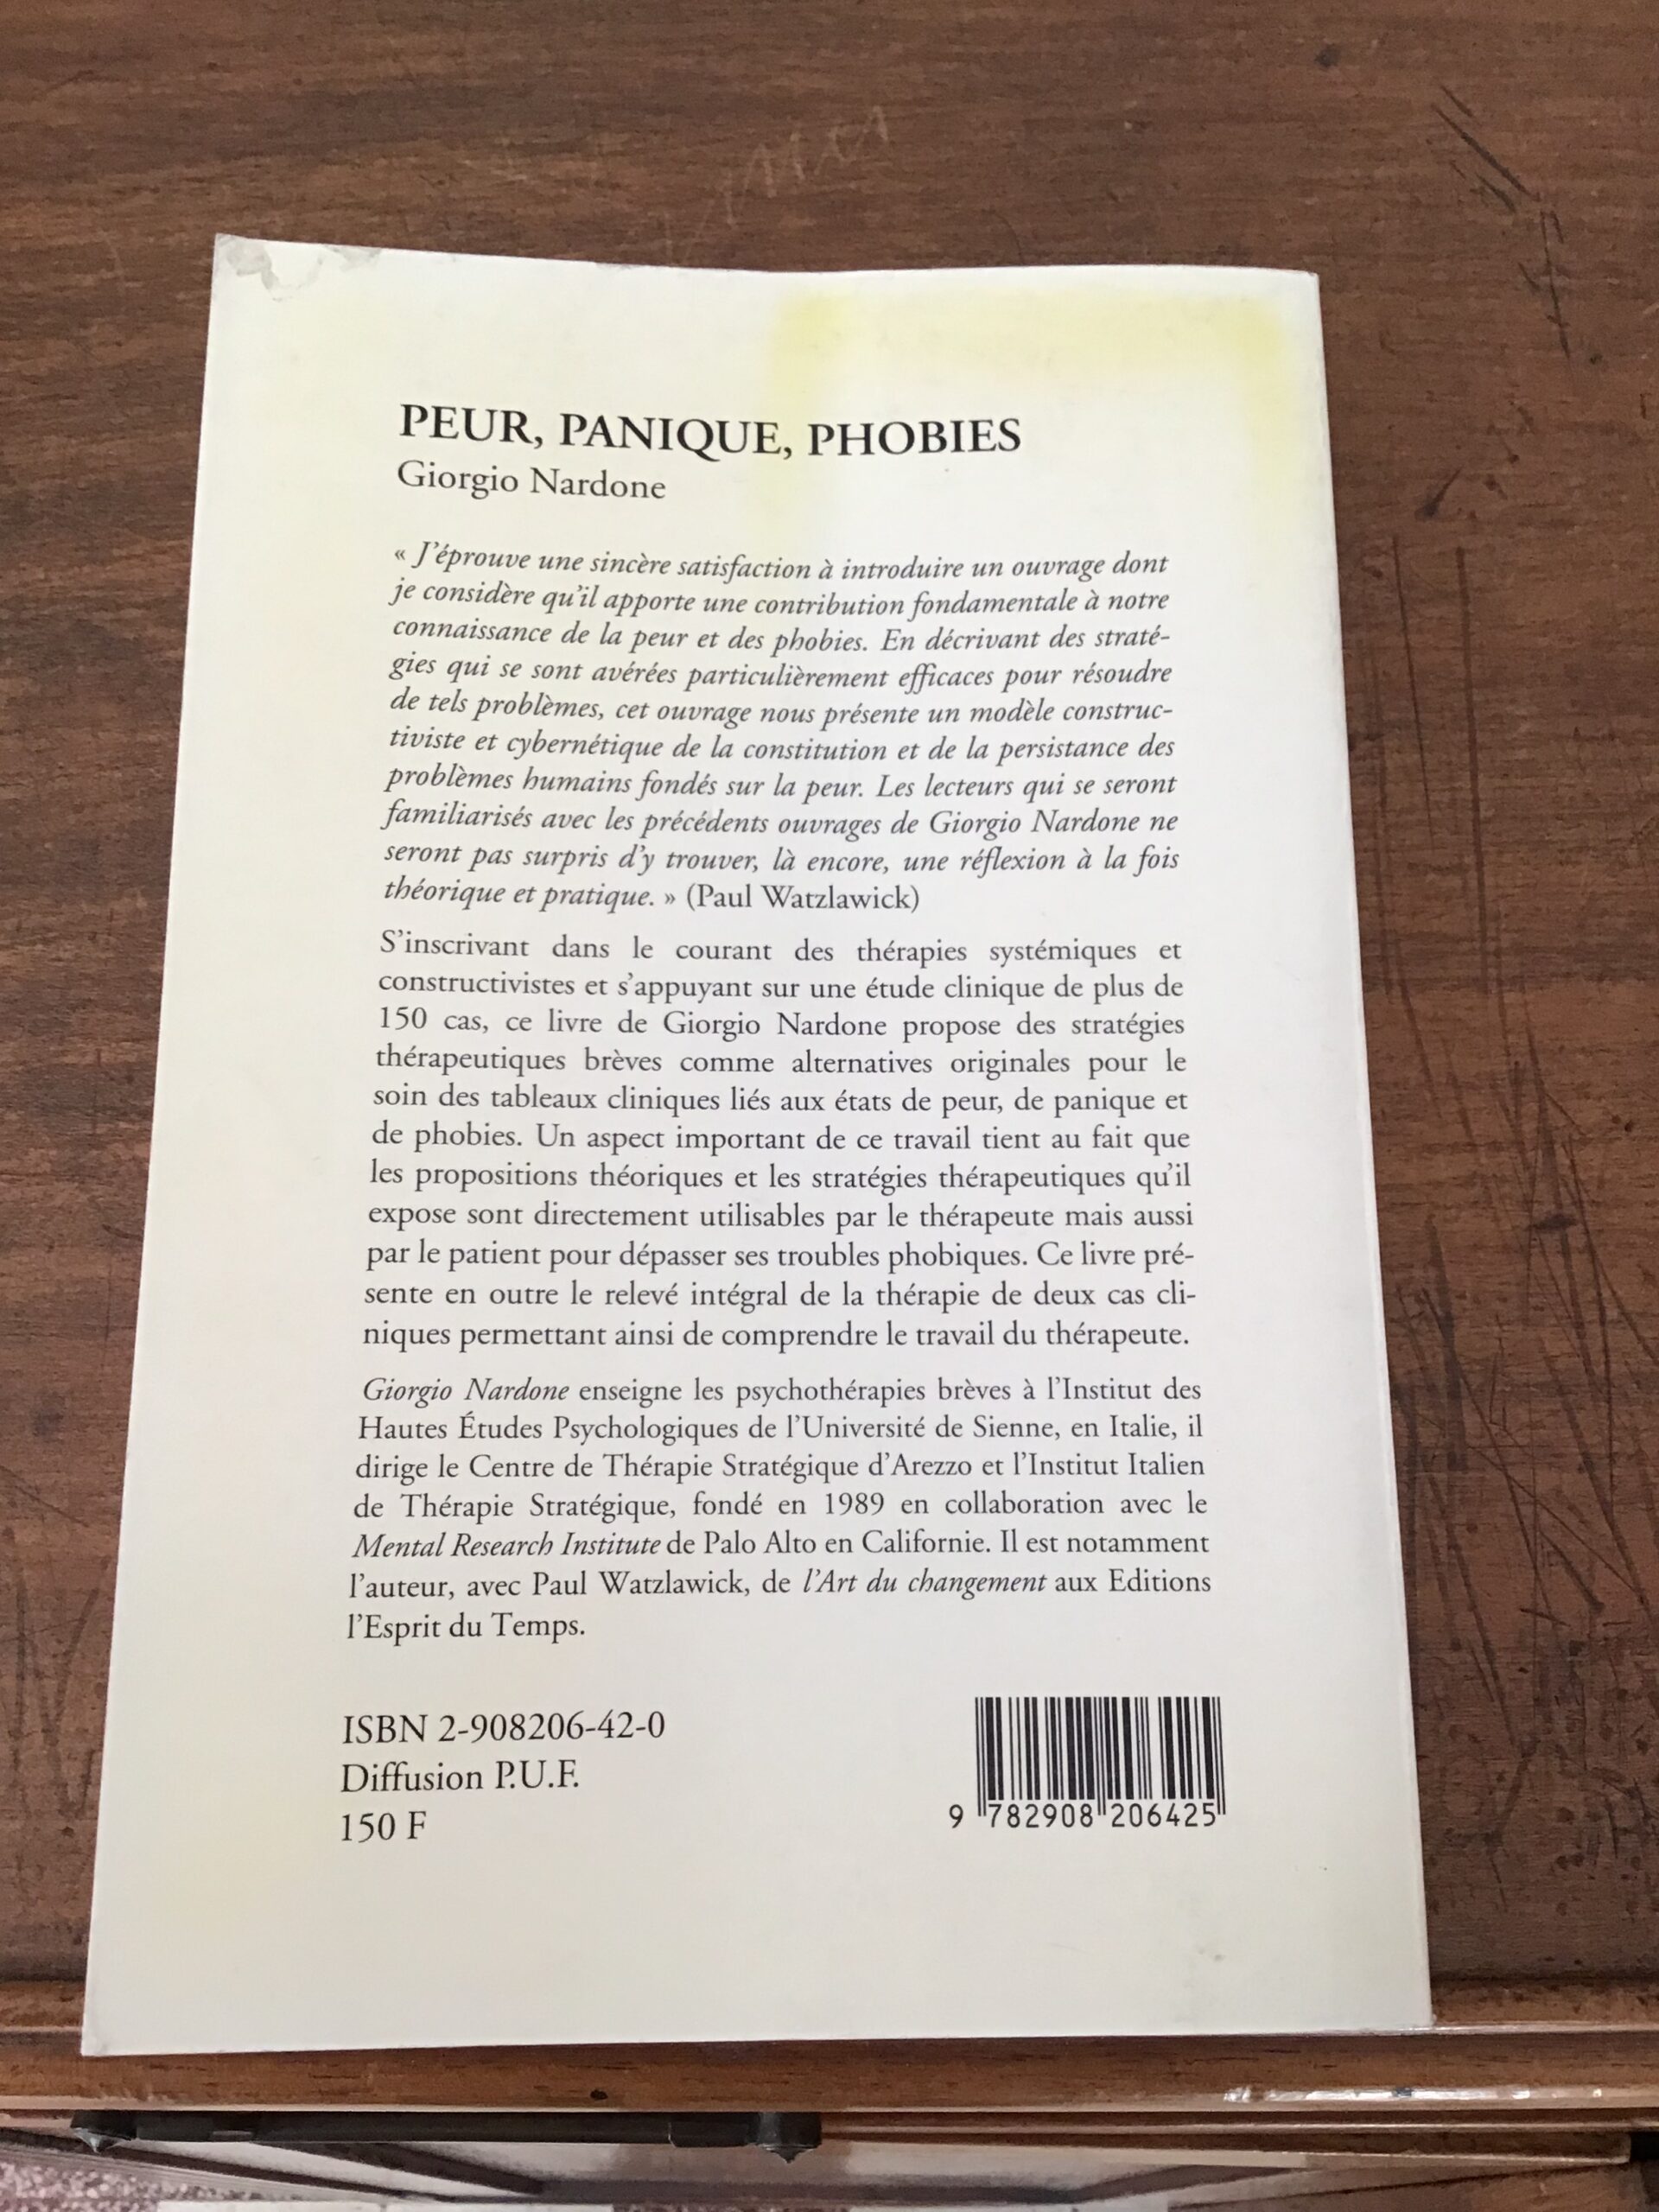 PEUR, PANIQUE, PHOBIES
Giorgio Nardone
« J'éprouve une sincère satisfaction à introduire un ouvrage dont
je considère qu'il apporte une contribution fondamentale à notre
connaissance de la peur et des phobies. En décrivant des straté-
gies qui se sont avérées particulièrement efficaces pour résoudre
de tels problèmes, cet ouvrage nous présente un modèle construc-
tiviste et cybernétique de la constitution et de la persistance des
problèmes humains fondés sur la peur. Les lecteurs qui se seront
familiarisés avec les précédents ouvrages de Giorgio Nardone ne
seront pas surpris d'y trouver, là encore, une réflexion à la fois
théorique et pratique. » (Paul Watzlawick)
S'inscrivant dans le courant des thérapies systémiques et
constructivistes et s'appuyant sur une étude clinique de plus de
150 cas, ce livre de Giorgio Nardone propose des stratégies
thérapeutiques brèves comme alternatives originales pour le
soin des tableaux cliniques liés aux états de peur, de panique et
de phobies. Un aspect important de ce travail tient au fait que
les propositions théoriques et les stratégies thérapeutiques qu'il
expose sont directement utilisables par le thérapeute mais aussi
par le patient pour dépasser ses troubles phobiques. Ce livre pré-
sente en outre le relevé intégral de la thérapie de deux cas cli-
niques permettant ainsi de comprendre le travail du thérapeute.
Giorgio Nardone enseigne les psychothérapies brèves à l'Institut des
Hautes Études Psychologiques de l'Université de Sienne, en Italie, il
dirige le Centre de Thérapie Stratégique d'Arezzo et l'Institut Italien
de Thérapie Stratégique, fondé en 1989 en collaboration avec le
Mental Research Institute de Palo Alto en Californie. Il est notamment
l'auteur, avec Paul Watzlawick, de l'Art du changement aux Editions
l'Esprit du Temps.
ISBN 2-908206-42-0
Diffusion P.U.F.
150 F
9 782908 206425